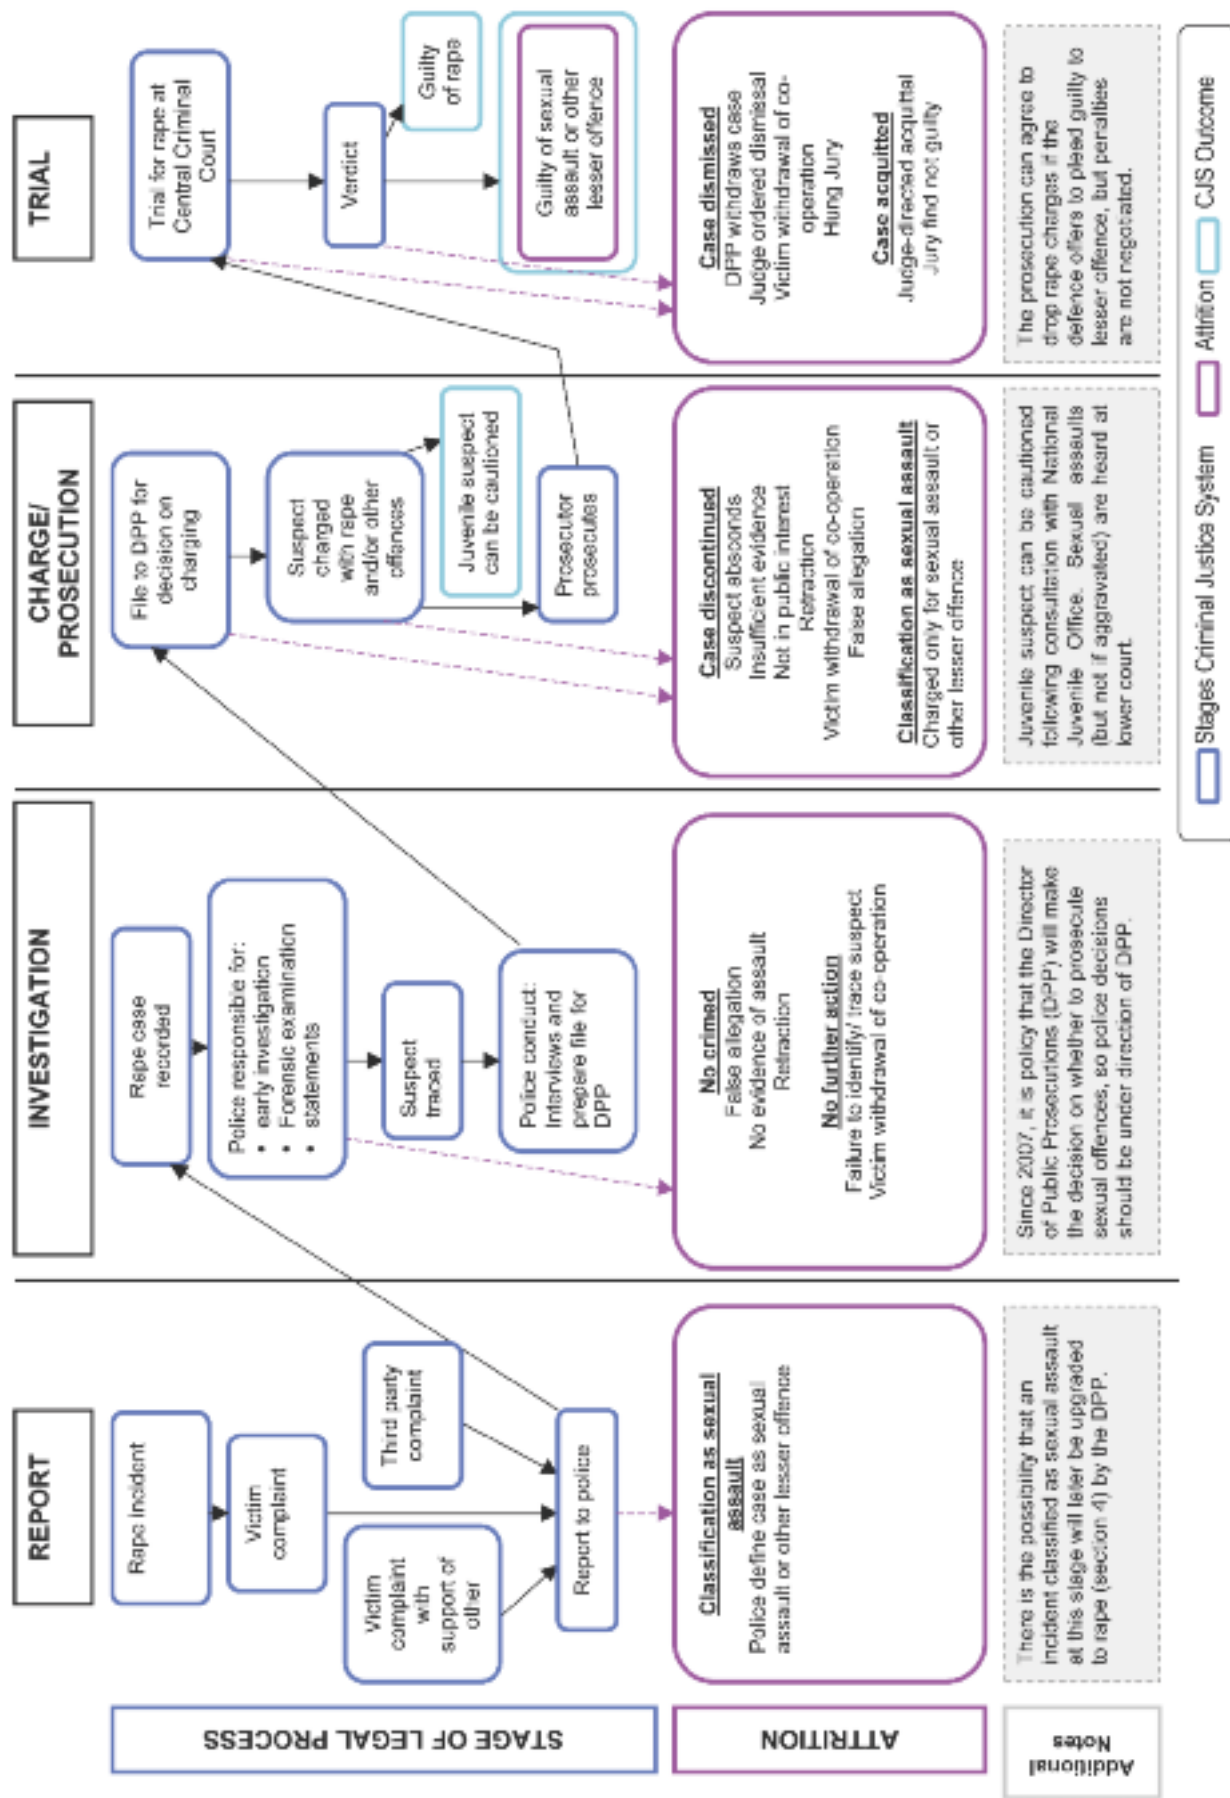 REPORT
Rape Incident
Victim
complaint
Victim
complaint
with
support of
other
Third party
complaint
Report to police
INVESTIGATION
Rape case
recorded
Police responsible for:
• early investigation
• Forensic examination
• statements
Suspect
traced
Police conduct:
Interviews and
prepare file for
DPP
CHARGE/
PROSECUTION
File to DPP for
decision on
charging
Suspect
charged
with rape
and/or other
offences
Juvenile suspect
can be cautioned
Prosecutor
prosecutes
TRIAL
Trial for rape at
Central Criminal
Court
Verdict
Guilty
of rape
Guilty of sexual
assault or other
lesser offence
STAGE OF LEGAL PROCESS
ATTRITION
Classification as sexual
assault
Police define case as sexual
assault or other lesser offence
No crimed
False allegation
No evidence of assault
Retraction
No further action
Failure to identify/ trace suspect
Victim withdrawal of co-operation
Case discontinued
Suspect absconds
Insufficient evidence
Not in public interest
Retraction
Victim withdrawal of co-operation
False allegation
Classification as sexual assault
Charged only for sexual assault or
other lesser offence
Case dismissed
DPP withdraws case
Judge ordered dismissal
Victim withdrawal of co-
operation
Hung Jury
Case acquitted
Judge-directed acquittal
Jury find not guilty
Additional
Notes
There is the possibility that an
incident classified as sexual assault
at this stage will later be upgraded
to rape (section 4) by the DPP.
Since 2007, it is policy that the Director
of Public Prosecutions (DPP) will make
the decision on whether to prosecute
sexual offences, so police decisions
should be under direction of DPP.
Juvenile suspect can be cautioned
following consultation with National
Juvenile Office. Sexual assaults
(but not if aggravated) are heard at
lower court.
The prosecution can agree to
drop rape charges if the
defence offers to pleed guilty to
lesser offence, but penalties
are not negotiated.
Stages Criminal Justice System
Attrition
CJS Outcome